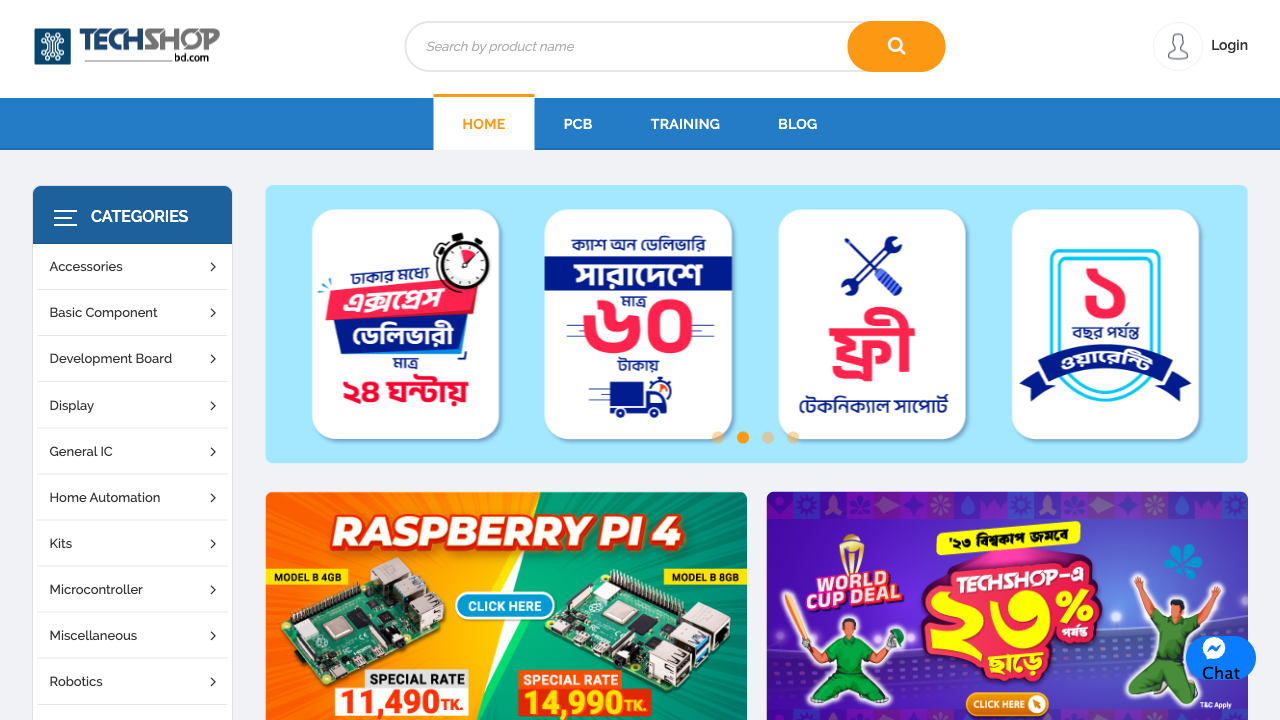 TECHSHOP
bd.com
Search by product name
Login
HOME
PCB
TRAINING
BLOG
CATEGORIES
Accessories
Basic Component
Development Board
Display
General IC
Home Automation
Kits
Microcontroller
Miscellaneous
Robotics
ঢাকার মধ্যে
এক্সপ্রেস
ডেলিভারী
মাত্র
২৪ ঘন্টায়
ক্যাশ অন ডেলিভারি
সারাদেশে
মাত্র
৬০
টাকায়
ফ্রী
টেকনিক্যাল সাপোর্ট
১
বছর পর্যন্ত
ওয়ারেন্টি
RASPBERRY PI 4
MODEL B 4GB
MODEL B 8GB
CLICK HERE
SPECIAL RATE
11,490TK.
SPECIAL RATE
14,990TK.
'২৩ বিশ্বকাপ জমবে
WORLD
CUP DEAL
TECHSHOP-এ
২৩%
পর্যন্ত
ছাড়ে
CLICK HERE
T&C Apply
Chat